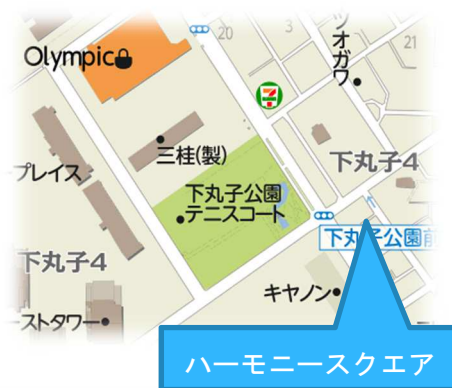 20
3
21
ツオガワ
Olympic
7
三桂(製)
下丸子4
プレイス
下丸子公園
テニスコート
下丸子公園前
下丸子4
キヤノン
ーストタワー
ハーモニースクエア